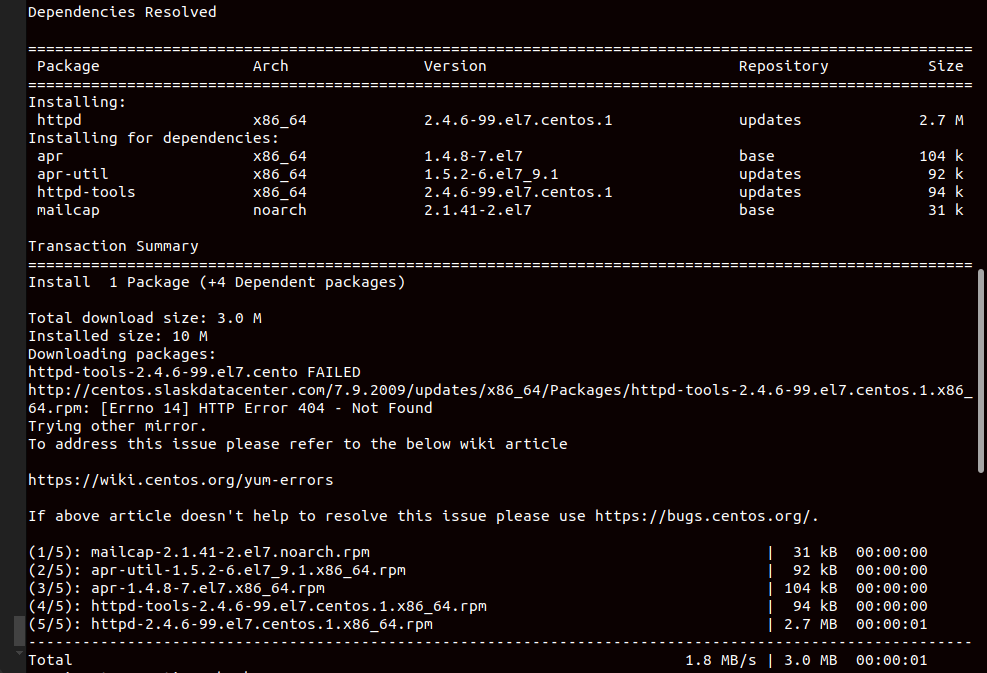 Dependencies Resolved
================================================================================================================
Package Arch Version Repository Size
================================================================================================================
Installing:
httpd x86_64 2.4.6-99.el7.centos.1 updates 2.7 M
Installing for dependencies:
apr x86_64 1.4.8-7.el7 base 104 k
apr-util x86_64 1.5.2-6.el7_9.1 updates 92 k
httpd-tools x86_64 2.4.6-99.el7.centos.1 updates 94 k
mailcap noarch 2.1.41-2.el7 base 31 k
Transaction Summary
================================================================================================================
Install 1 Package (+4 Dependent packages)
Total download size: 3.0 M
Installed size: 10 M
Downloading packages:
httpd-tools-2.4.6-99.el7.cento FAILED
http://centos.slaskdatacenter.com/7.9.2009/updates/x86_64/Packages/httpd-tools-2.4.6-99.el7.centos.1.x86_
64.rpm: [Errno 14] HTTP Error 404 - Not Found
Trying other mirror.
To address this issue please refer to the below wiki article
https://wiki.centos.org/yum-errors
If above article doesn't help to resolve this issue please use https://bugs.centos.org/.
(1/5): mailcap-2.1.41-2.el7.noarch.rpm | 31 kB 00:00:00
(2/5): apr-util-1.5.2-6.el7_9.1.x86_64.rpm | 92 kB 00:00:00
(3/5): apr-1.4.8-7.el7.x86_64.rpm | 104 kB 00:00:00
(4/5): httpd-tools-2.4.6-99.el7.centos.1.x86_64.rpm | 94 kB 00:00:00
(5/5): httpd-2.4.6-99.el7.centos.1.x86_64.rpm | 2.7 MB 00:00:01
---------------------------------------------------------------------------------------------------------
Total 1.8 MB/s | 3.0 MB 00:00:01